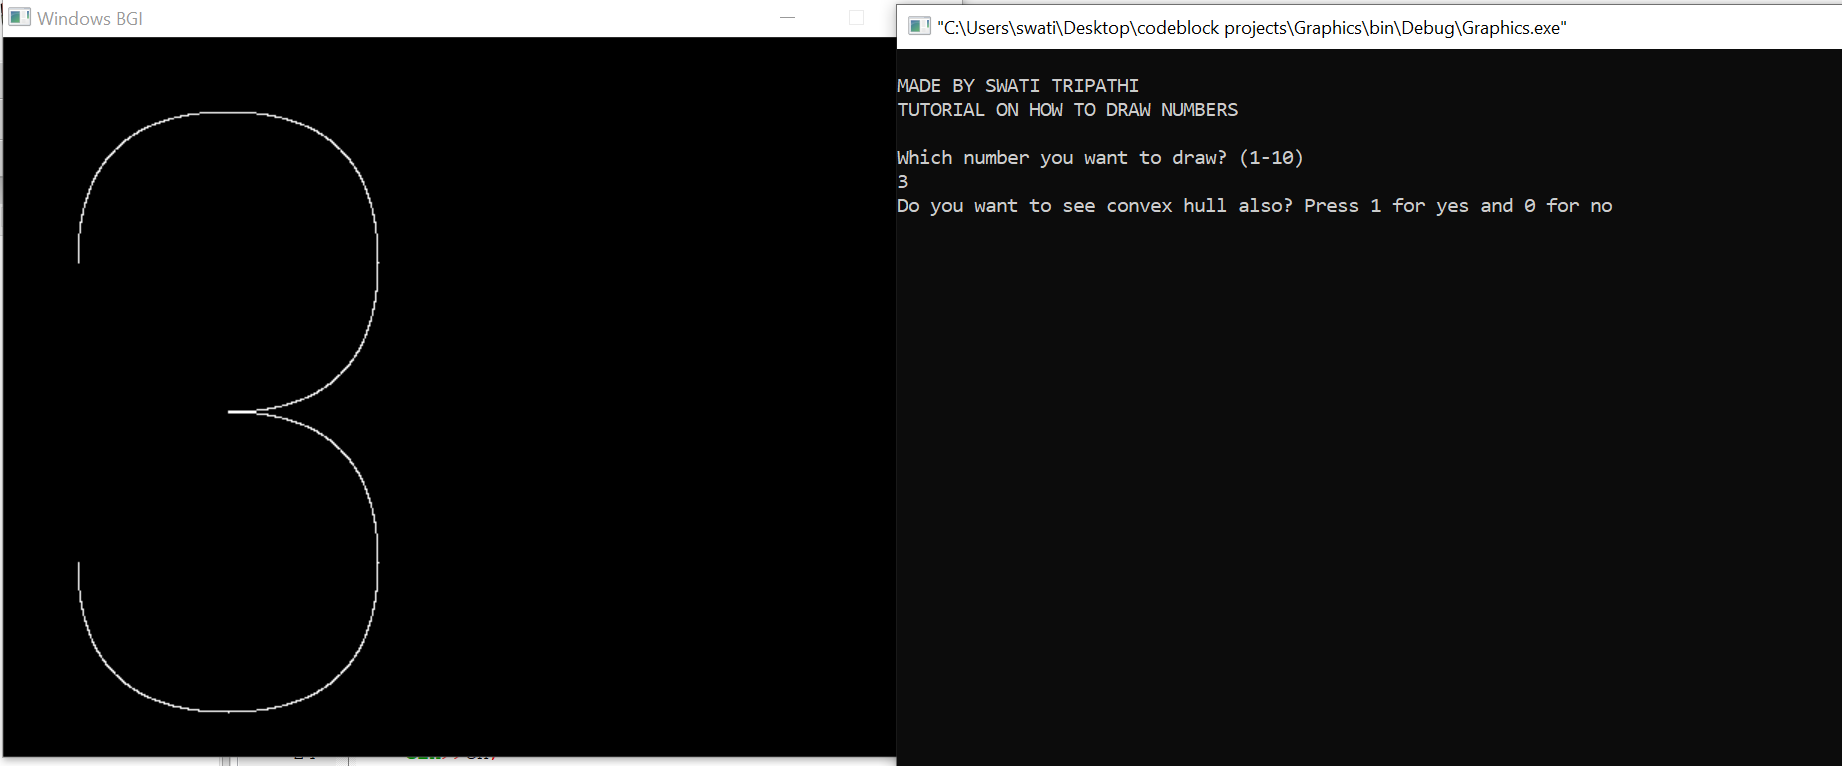 Windows BGI
"C:\Users\swati\Desktop\codeblock projects\Graphics\bin\Debug\Graphics.exe"
MADE BY SWATI TRIPATHI
TUTORIAL ON HOW TO DRAW NUMBERS
Which number you want to draw? (1-10)
3
Do you want to see convex hull also? Press 1 for yes and 0 for no
3